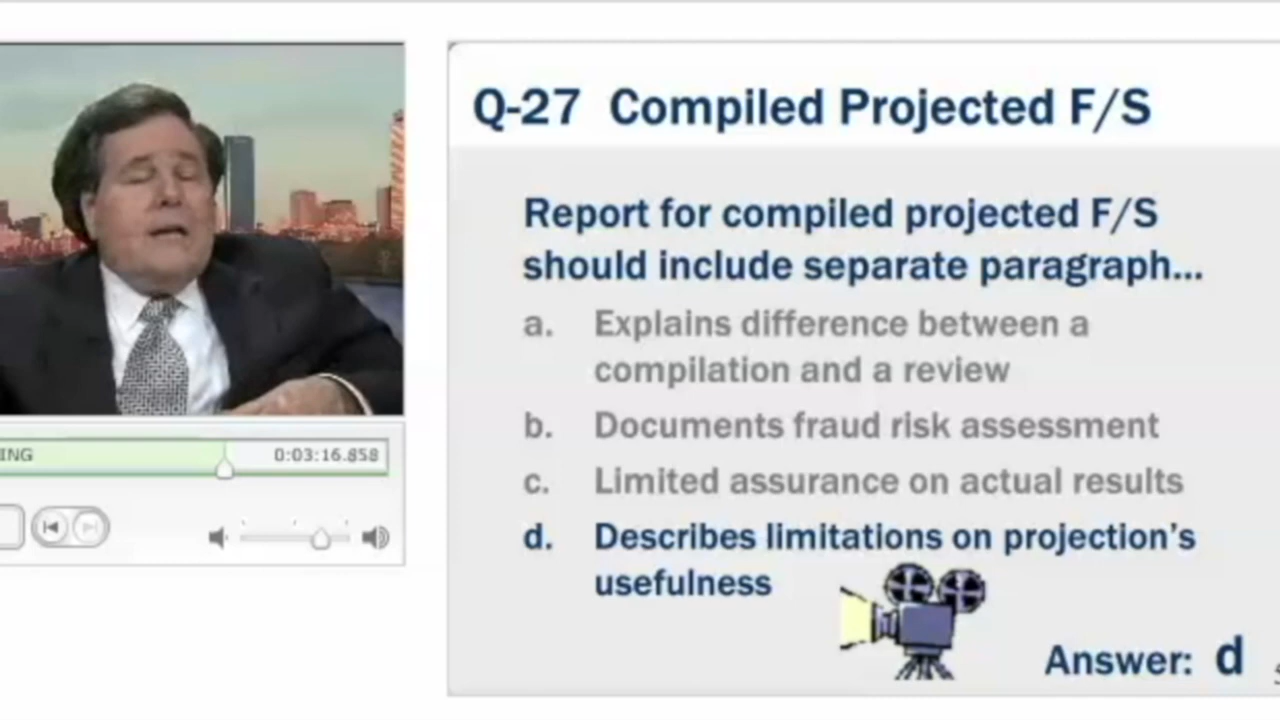 Q-27 Compiled Projected F/S
Report for compiled projected F/S
should include separate paragraph...
a. Explains difference between a
compilation and a review
b. Documents fraud risk assessment
c. Limited assurance on actual results
d. Describes limitations on projection's
usefulness
Answer: d
ING 0:03:16.858